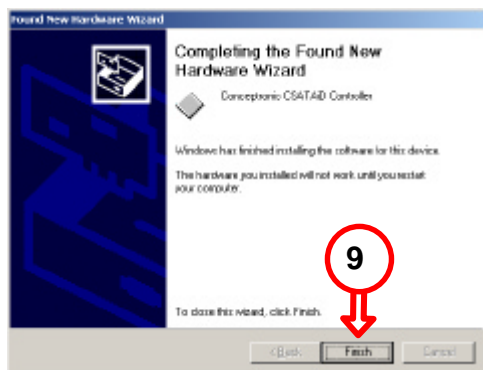 Found New Hardware Wizard
Completing the Found New
Hardware Wizard
Conceptronic CSATAiD Controller
Windows has finished installing the software for this device.
The hardware you installed will not work until you restart
your computer.
9
To close this wizard, click Finish.
< Back
Finish
Cancel